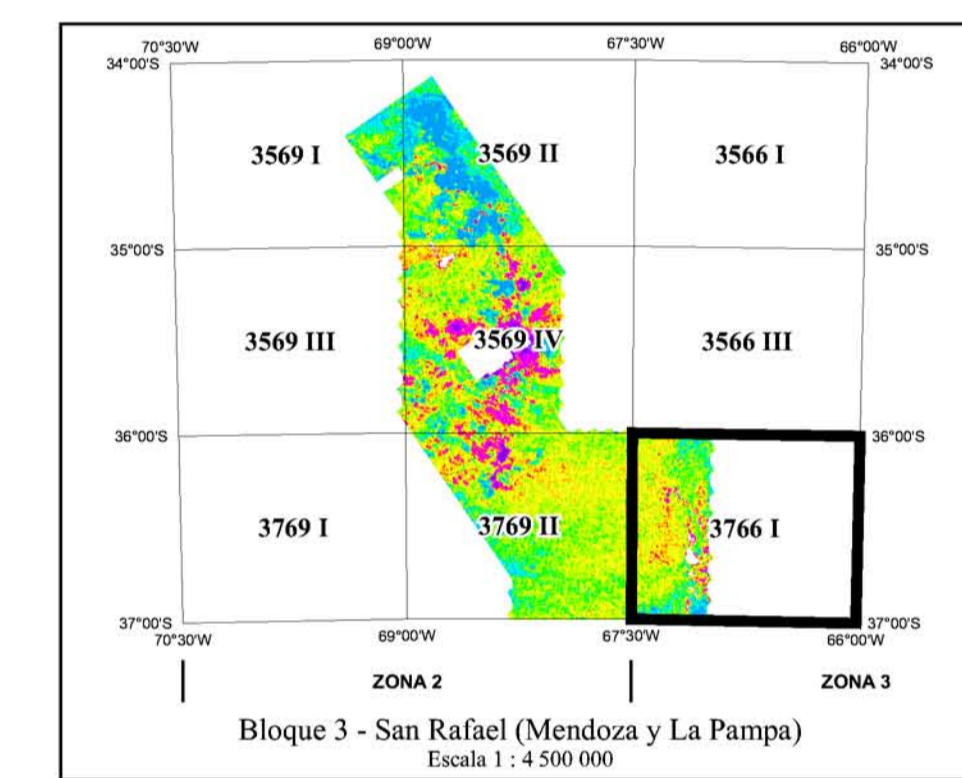 70°30'W 69°00'W 67°30'W 66°00'W
34°00'S 34°00'S
3569 I 3569 II 3566 I
35°00'S 35°00'S
3569 III 3569 IV 3566 III
36°00'S 36°00'S
3769 I 3769 II 3766 I
37°00'S 37°00'S
70°30'W 69°00'W 67°30'W 66°00'W
ZONA 2 ZONA 3
Bloque 3 - San Rafael (Mendoza y La Pampa)
Escala 1 : 4 500 000